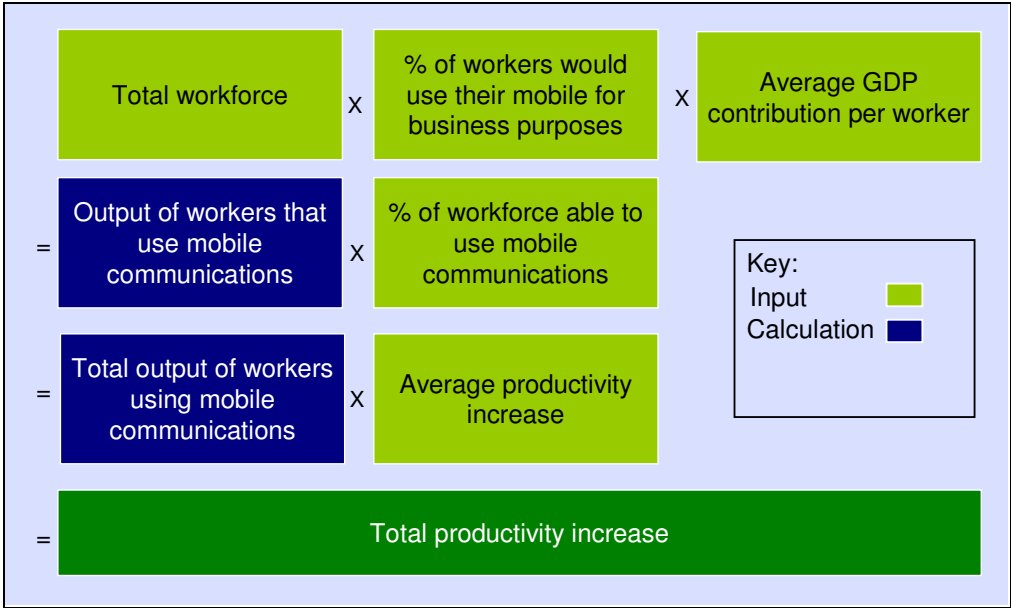 Total workforce
X
% of workers would
use their mobile for
business purposes
X
Average GDP
contribution per worker
=
Output of workers that
use mobile
communications
X
% of workforce able to
use mobile
communications
Key:
Input
Calculation
=
Total output of workers
using mobile
communications
X
Average productivity
increase
=
Total productivity increase